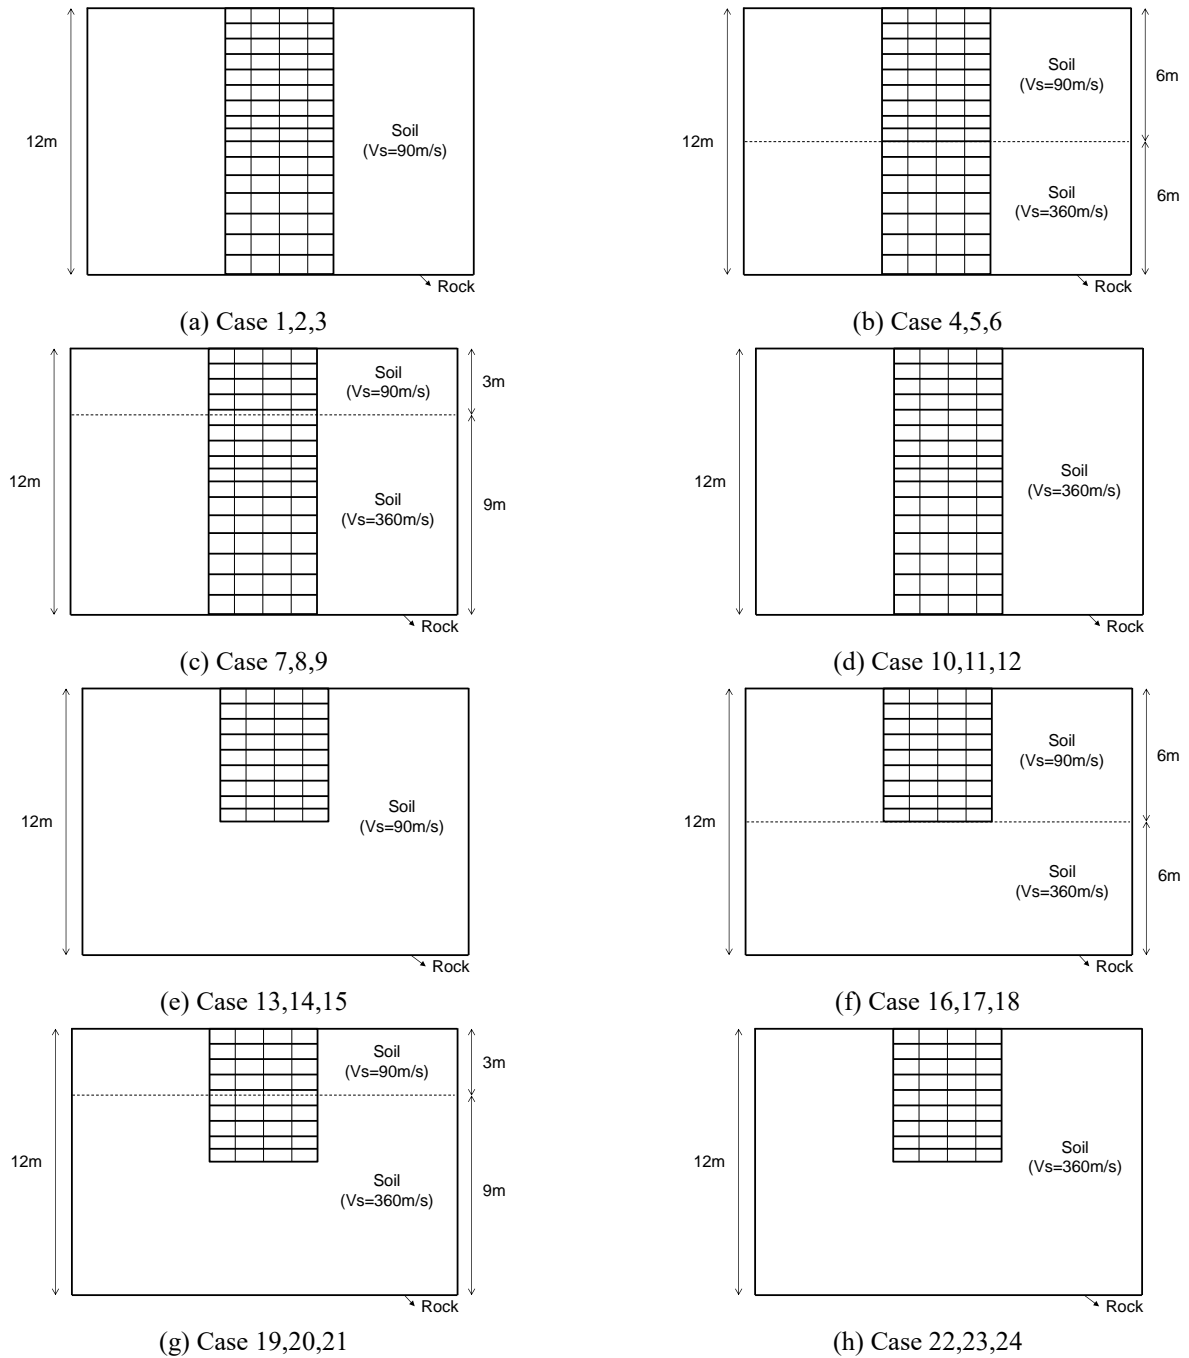 12m
Soil
(Vs=90m/s)
Rock
(a) Case 1,2,3
12m
Soil
(Vs=90m/s)
6m
Soil
(Vs=360m/s)
6m
Rock
(b) Case 4,5,6
12m
Soil
(Vs=90m/s)
3m
Soil
(Vs=360m/s)
9m
Rock
(c) Case 7,8,9
12m
Soil
(Vs=360m/s)
Rock
(d) Case 10,11,12
12m
Soil
(Vs=90m/s)
Rock
(e) Case 13,14,15
12m
Soil
(Vs=90m/s)
6m
Soil
(Vs=360m/s)
6m
Rock
(f) Case 16,17,18
12m
Soil
(Vs=90m/s)
3m
Soil
(Vs=360m/s)
9m
Rock
(g) Case 19,20,21
12m
Soil
(Vs=360m/s)
Rock
(h) Case 22,23,24